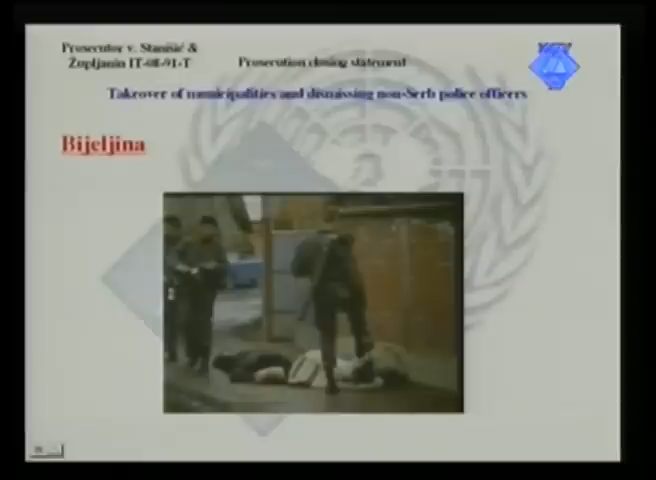 Prosecutor v. Stanišić &
Župljanin IT-08-91-T
Prosecution closing statement
Takeover of municipalities and dismissing non-Serb police officers
Bijeljina